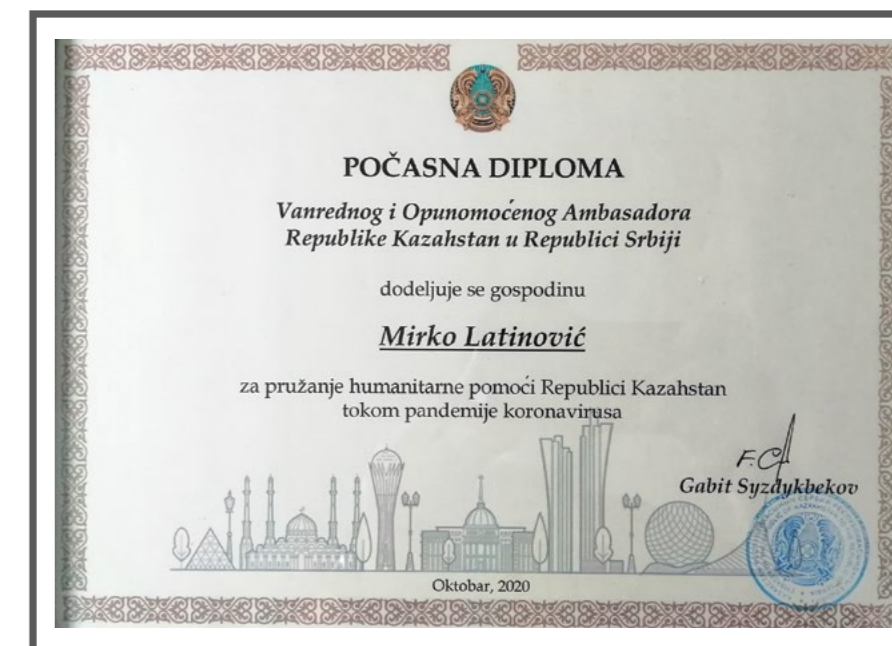 POČASNA DIPLOMA
Vanrednog i Opunomoćenog Ambasadora
Republike Kazahstan u Republici Srbiji
dodeljuje se gospodinu
Mirko Latinović
za pružanje humanitarne pomoći Republici Kazahstan
tokom pandemije koronavirusa
Gabit Syzdykbekov
Oktobar, 2020